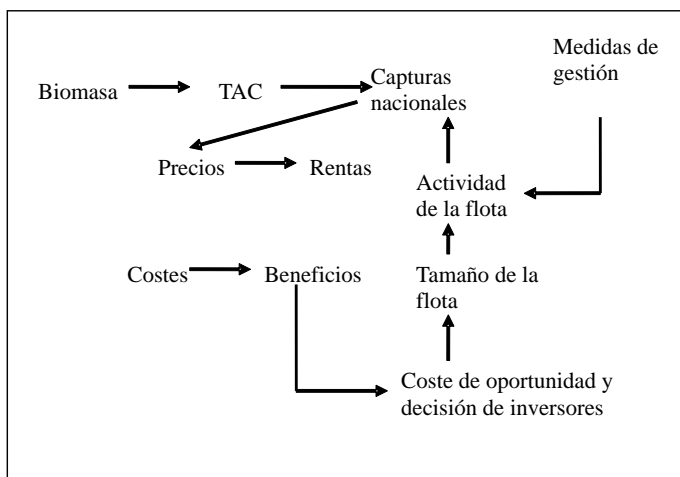 Medidas de
gestión
Capturas
nacionales
Biomasa
TAC
Precios
Rentas
Actividad
de la flota
Costes
Beneficios
Tamaño de la
flota
Coste de oportunidad y
decisión de inversores